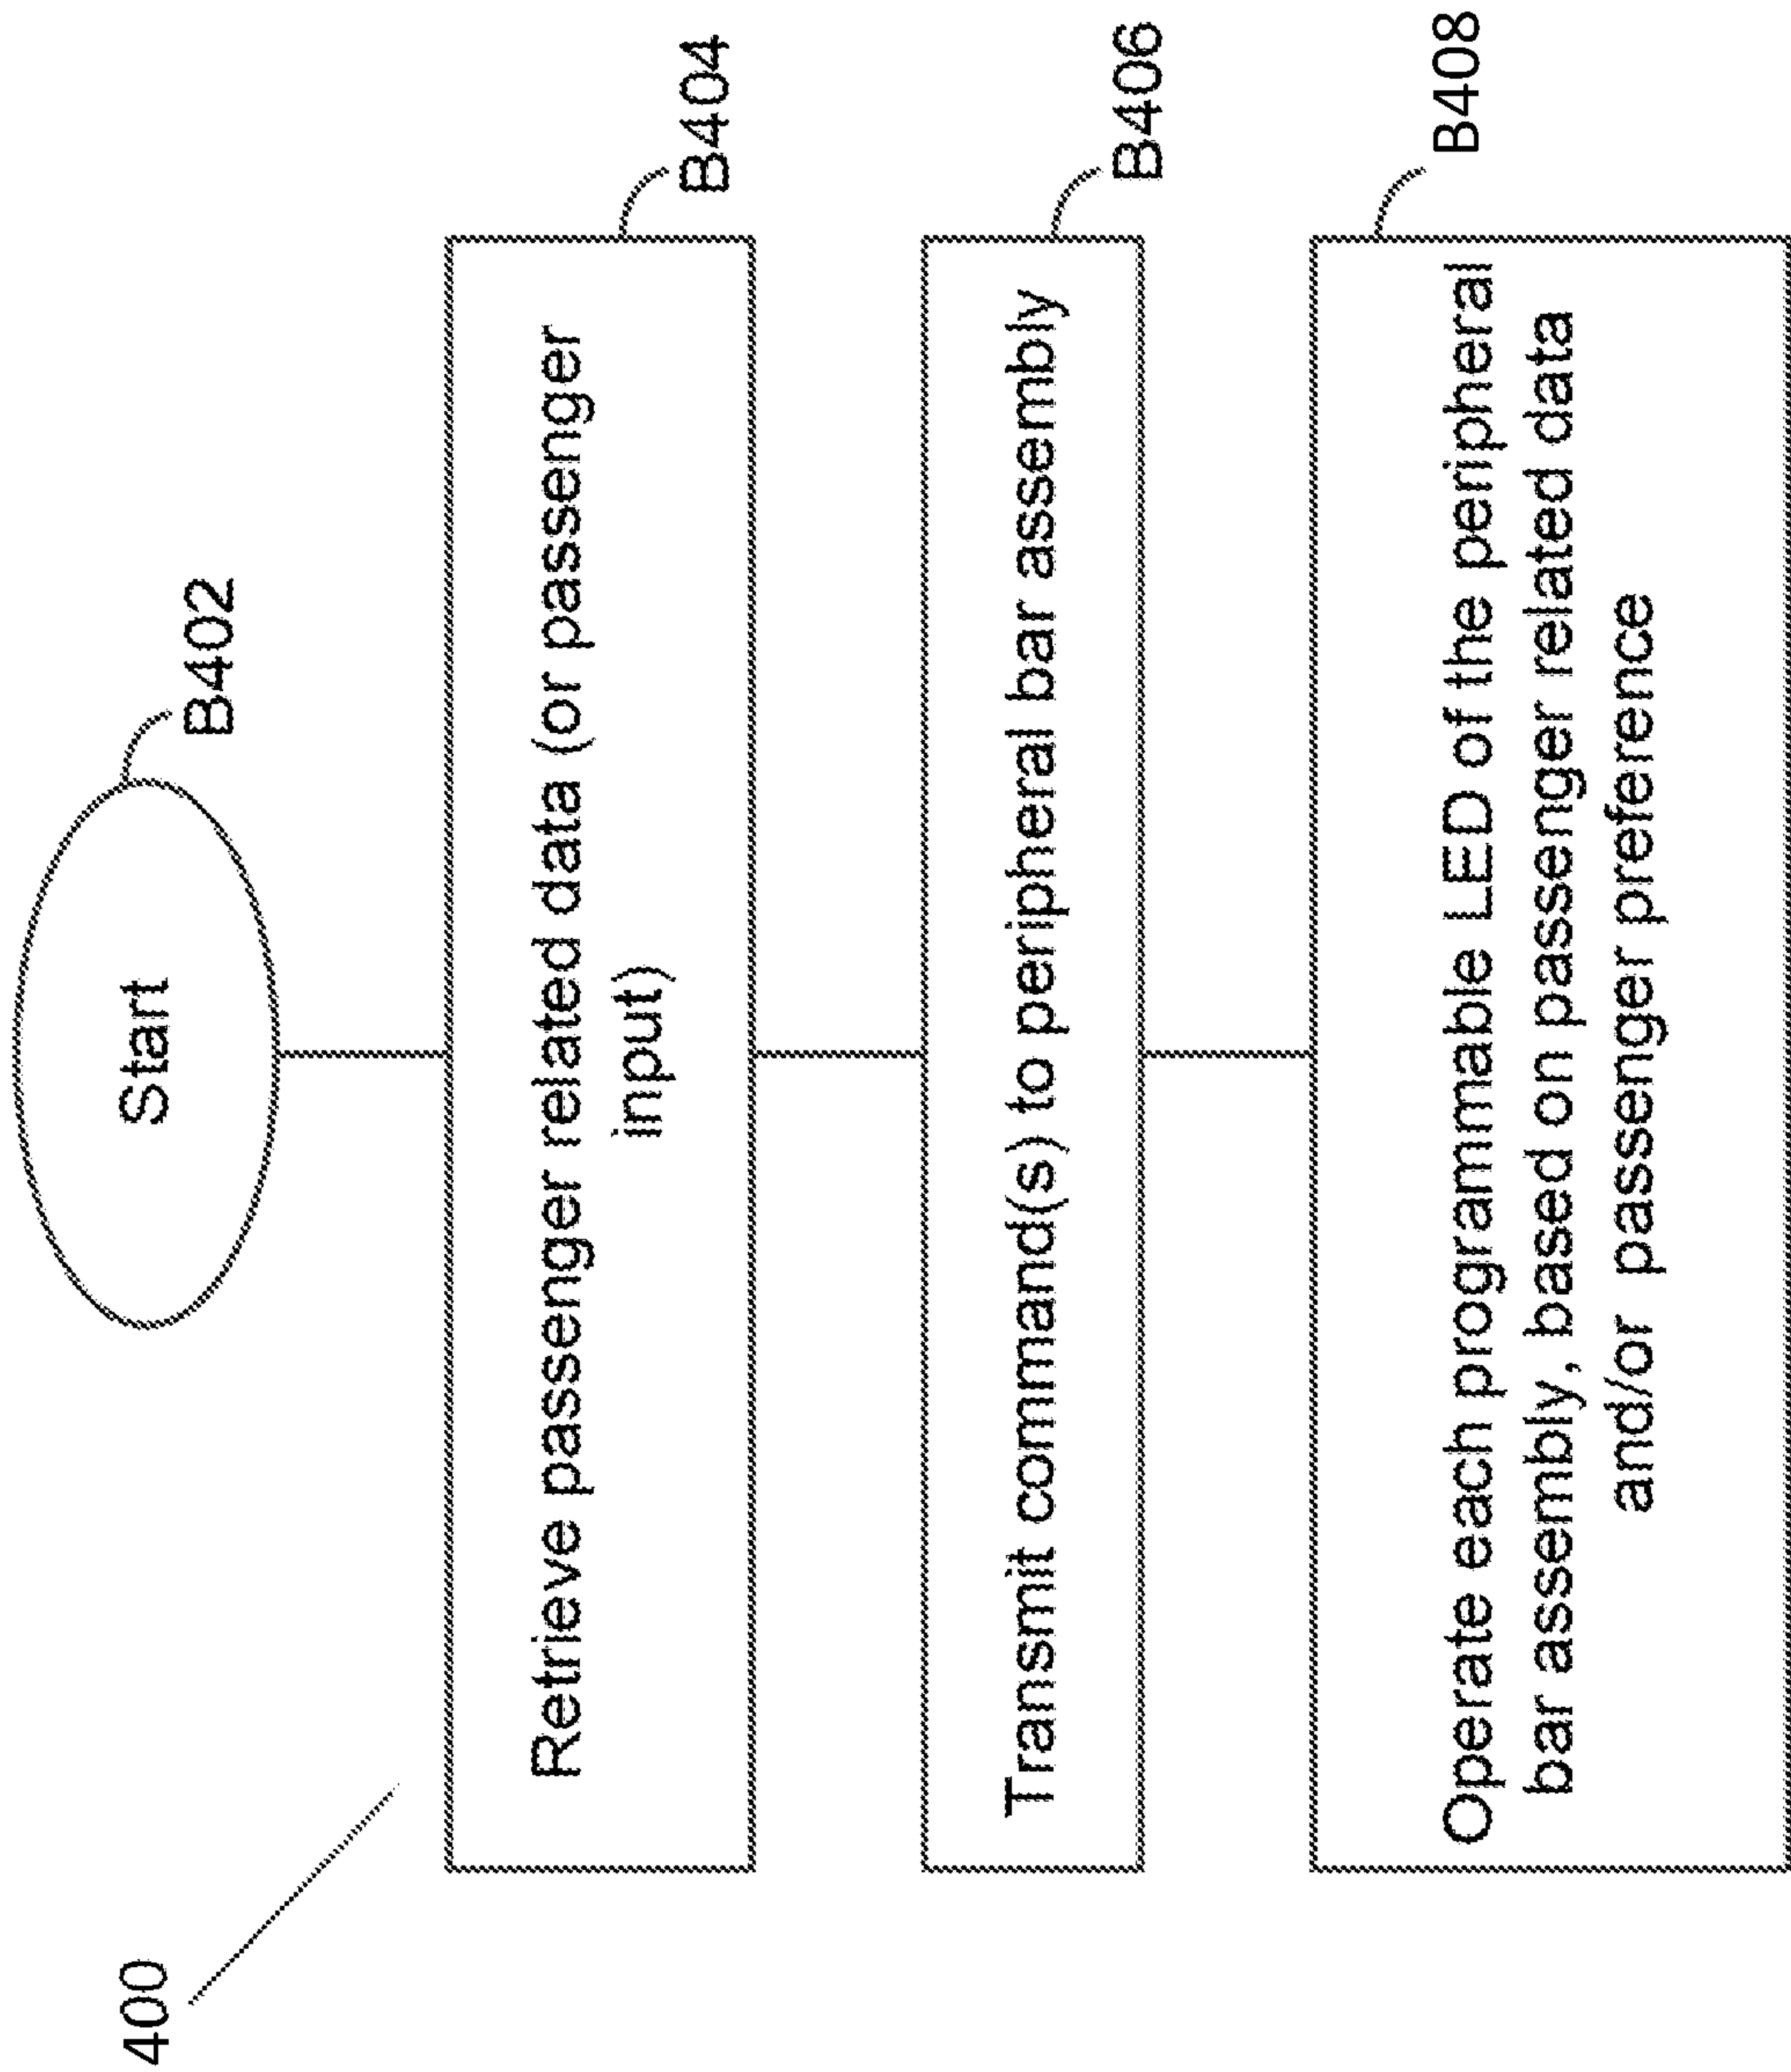 400
Start
B402
Retrieve passenger related data (or passenger
input)
B404
Transmit command(s) to peripheral bar assembly
B406
Operate each programmable LED of the peripheral
bar assembly, based on passenger related data
and/or passenger preference
B408